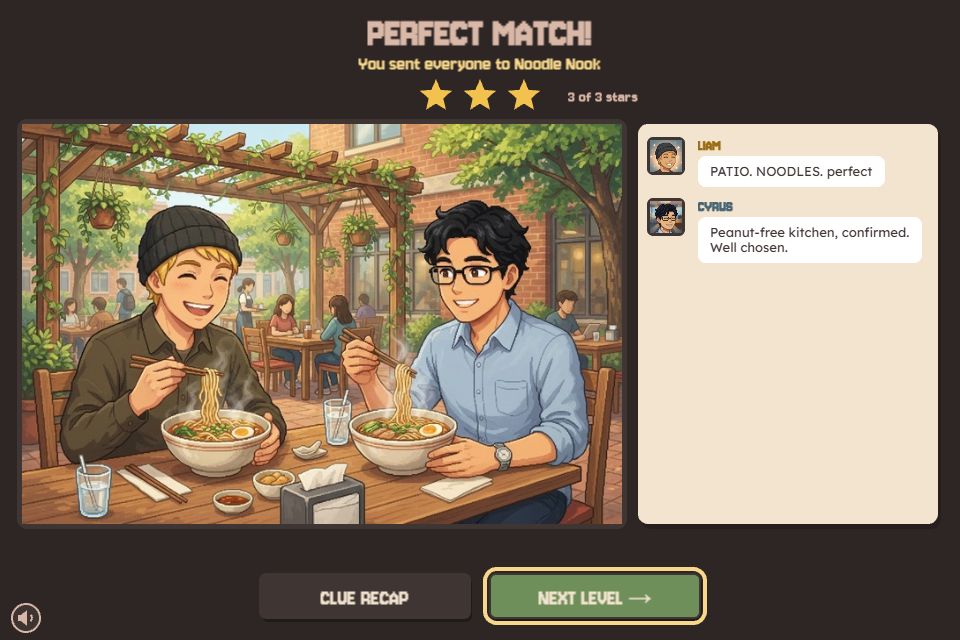 PERFECT MATCH!
You sent everyone to Noodle Nook
3 of 3 stars
LIAM
PATIO. NOODLES. perfect
CYRUS
Peanut-free kitchen, confirmed.
Well chosen.
CLUE RECAP
NEXT LEVEL →